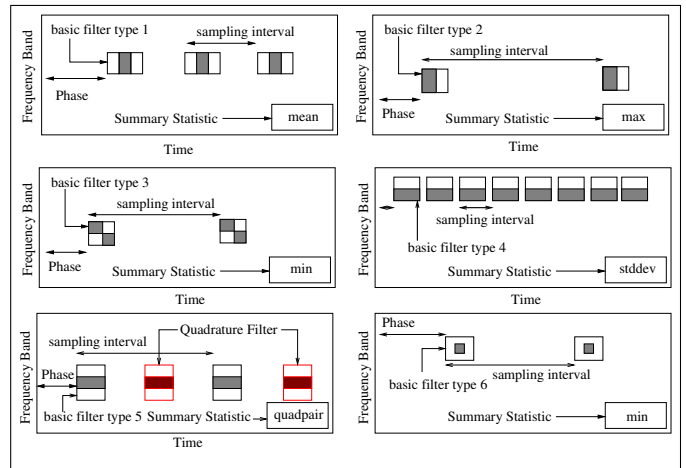 Frequency Band
basic filter type 1
sampling interval
Phase
Summary Statistic
mean
Time
Frequency Band
basic filter type 2
sampling interval
Phase
Summary Statistic
max
Time
Frequency Band
basic filter type 3
sampling interval
Phase
Summary Statistic
min
Time
Frequency Band
sampling interval
basic filter type 4
Summary Statistic
stddev
Time
Frequency Band
Quadrature Filter
sampling interval
Phase
basic filter type 5
Summary Statistic
quadpair
Time
Frequency Band
Phase
basic filter type 6
sampling interval
Summary Statistic
min